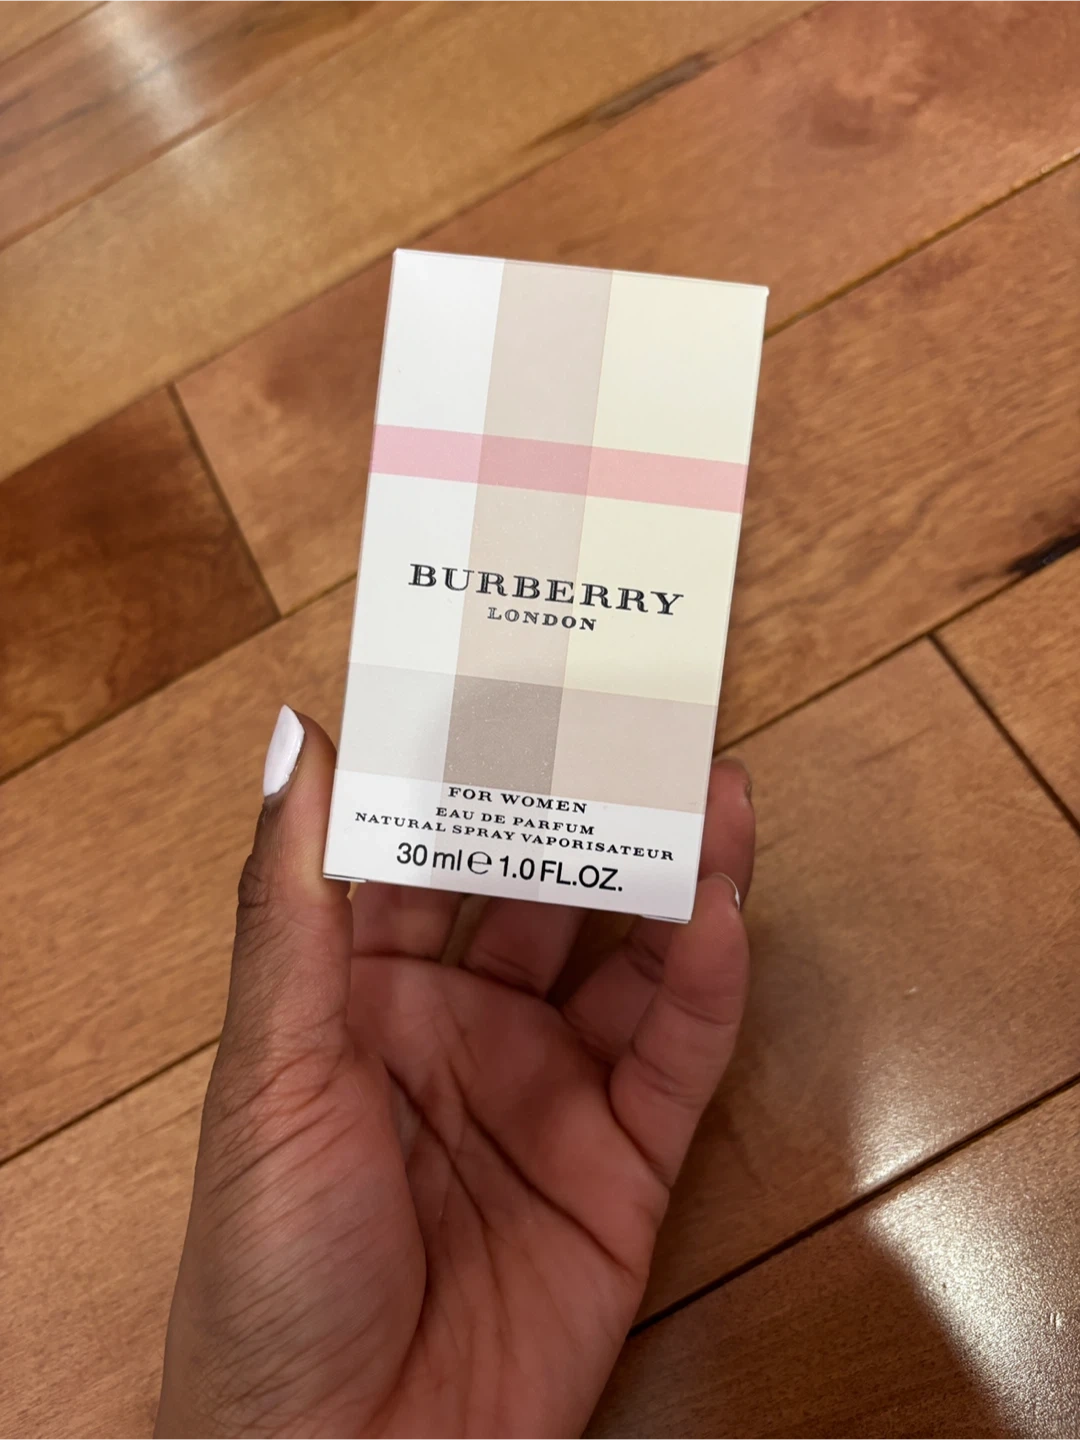 BURBERRY
LONDON
FOR WOMEN
EAU DE PARFUM
NATURAL SPRAY VAPORISATEUR
30 ml ℮ 1.0 FL.OZ.